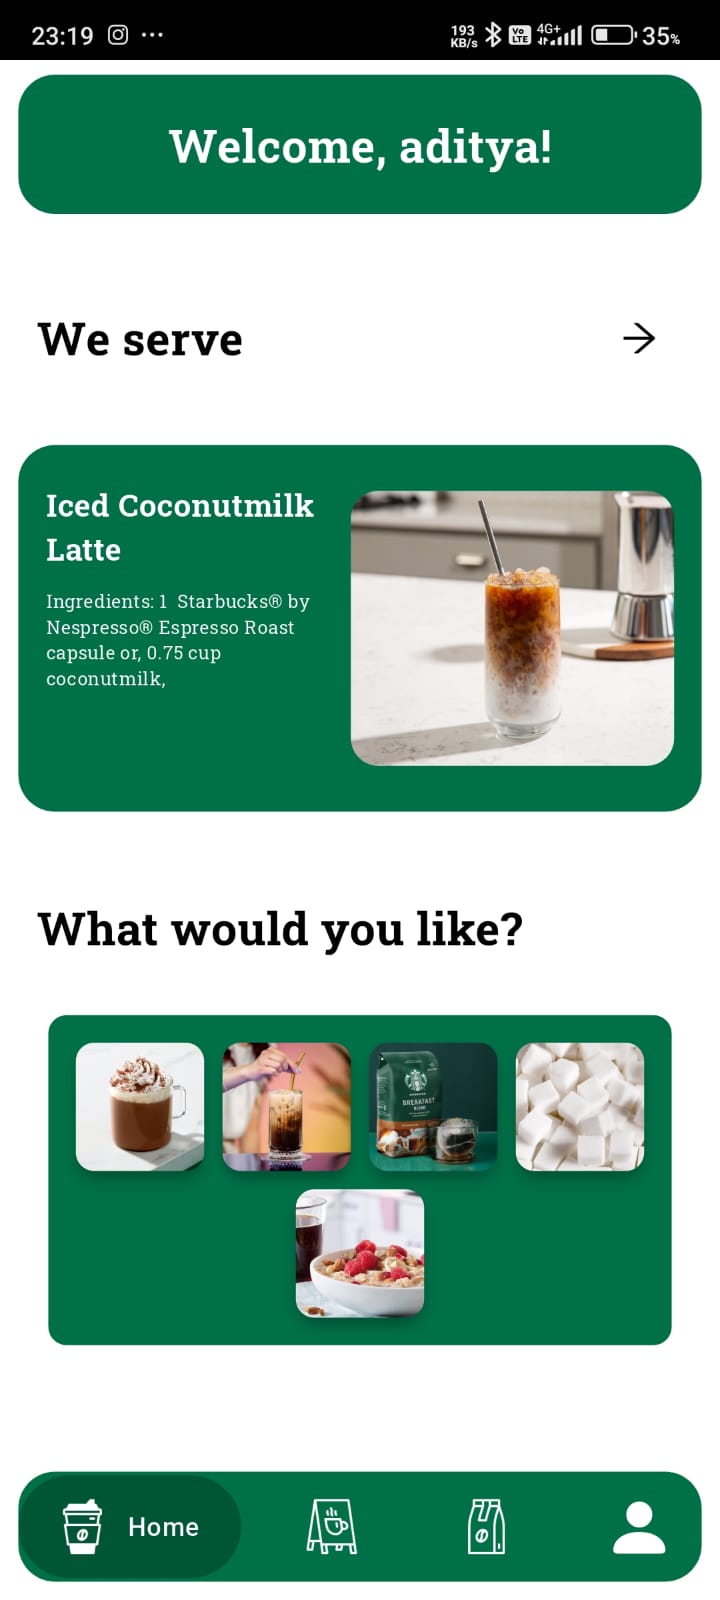 23:19
193
KB/s
Vo
LTE
4G+
35%
Welcome, aditya!
We serve
Iced Coconutmilk
Latte
Ingredients: 1  Starbucks® by
Nespresso® Espresso Roast
capsule or, 0.75 cup
coconutmilk,
What would you like?
BREAKFAST
BLEND
Home